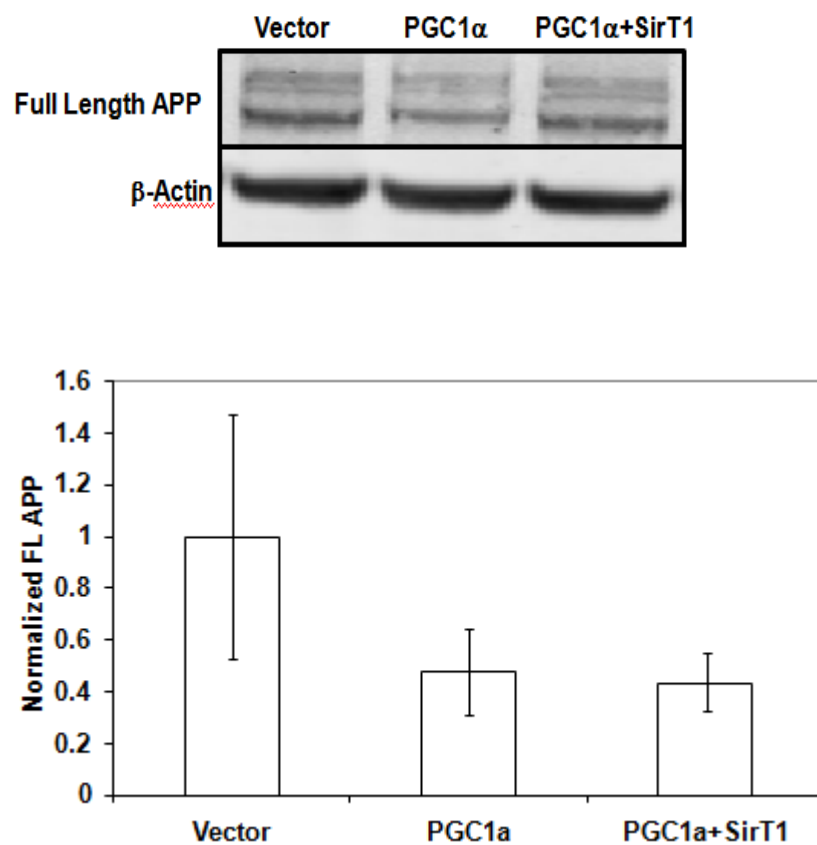 Vector PGC1α PGC1α+SirT1
Full Length APP
β-Actin
1.6
1.4
1.2
1
0.8
0.6
0.4
0.2
0
Normalized FL APP
Vector PGC1a PGC1a+SirT1